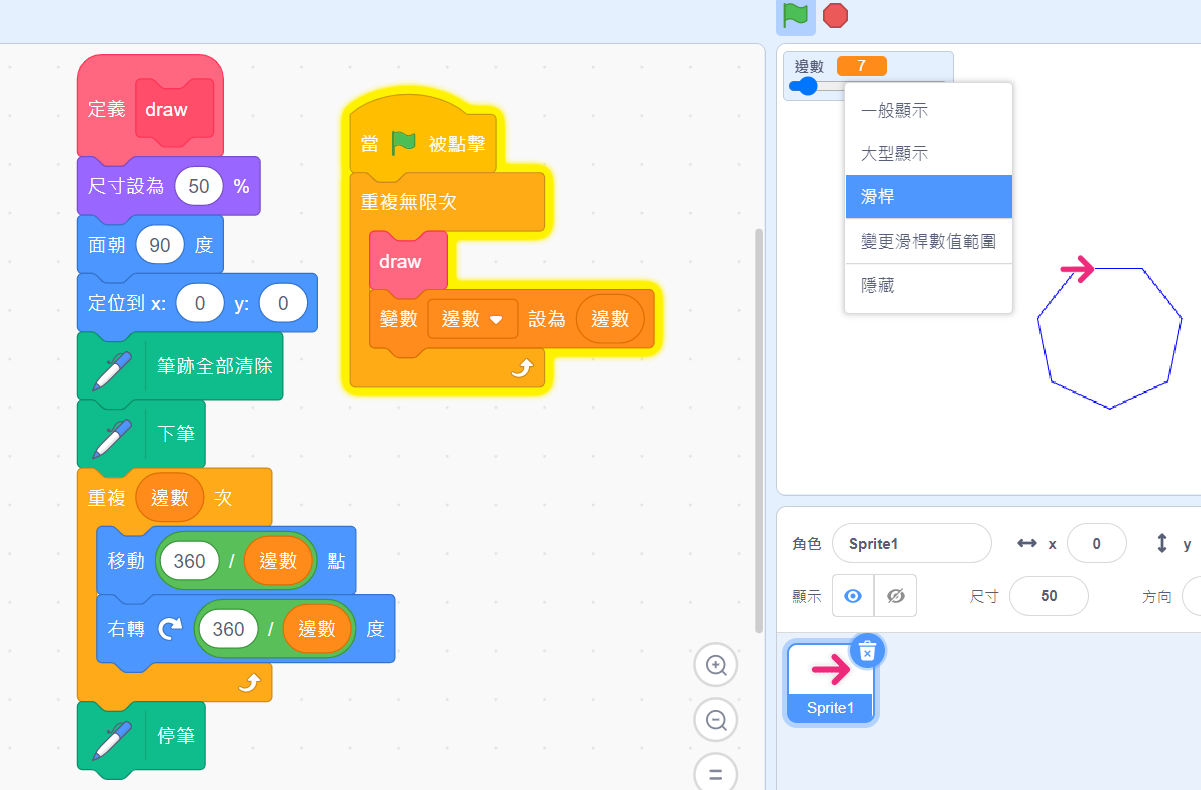 定義 draw
尺寸設為 50 %
面朝 90 度
定位到 x: 0 y: 0
筆跡全部清除
下筆
重複 邊數 次
移動 360 / 邊數 點
右轉 360 / 邊數 度
停筆
當 被點擊
重複無限次
draw
變數 邊數 設為 邊數
邊數 7
一般顯示
大型顯示
滑桿
變更滑桿數值範圍
隱藏
角色 Sprite1 x 0 y
顯示 尺寸 50 方向
Sprite1